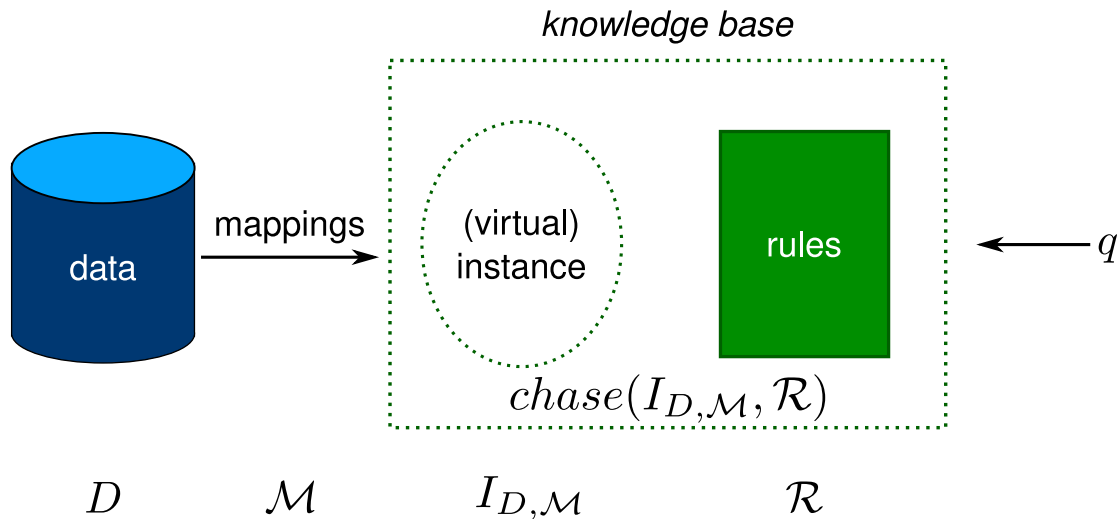 knowledge base
data
mappings
(virtual)
instance
rules
q
chase(I_{D,ℳ}, ℛ)
D
ℳ
I_{D,ℳ}
ℛ